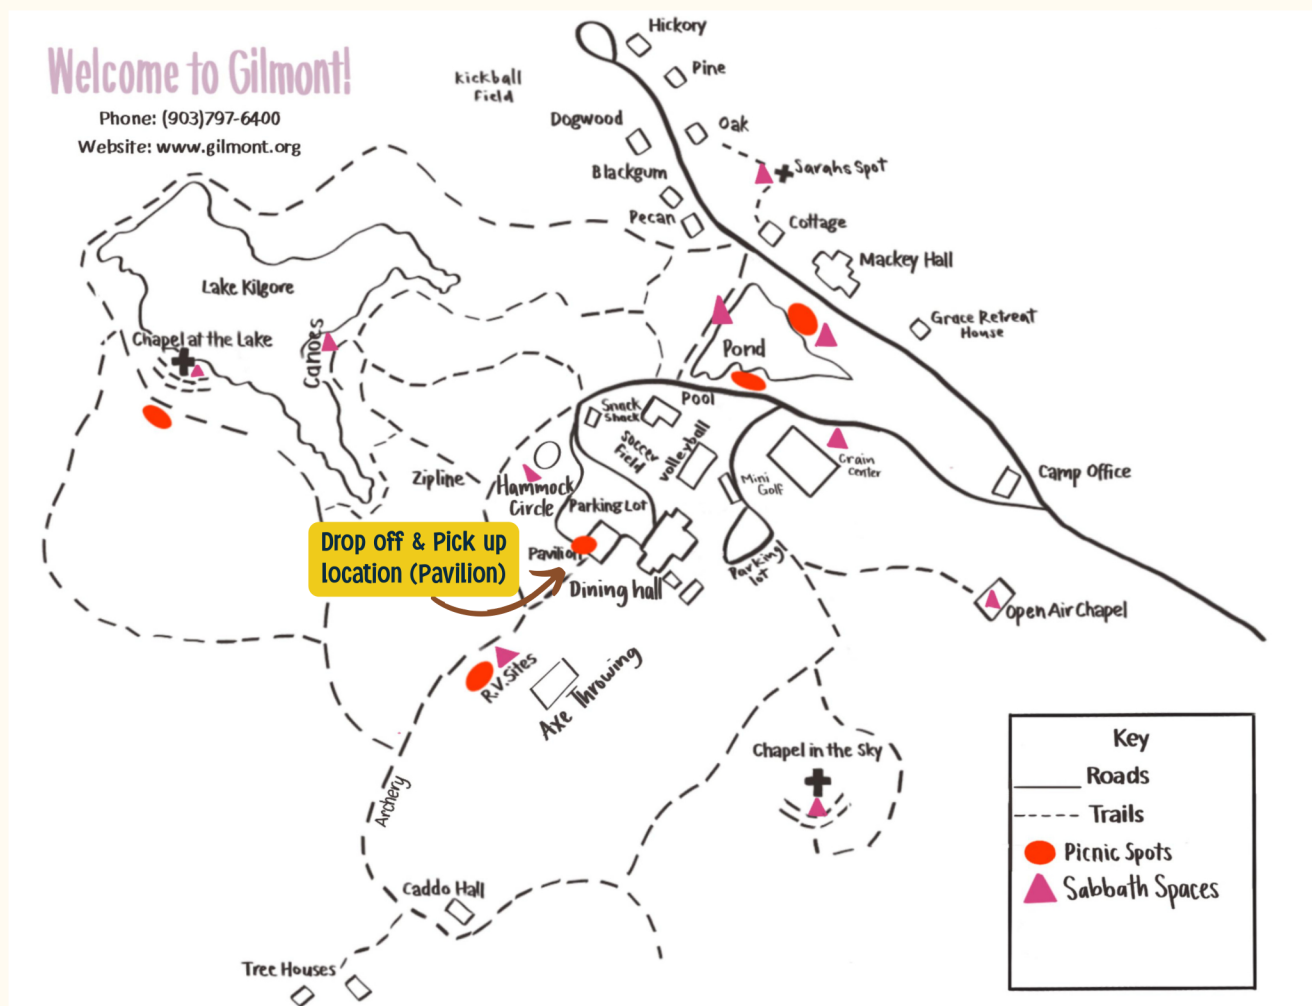 Welcome to Gilmont!
Phone: (903)797-6400
Website: www.gilmont.org
Hickory
Pine
kickball
Field
Dogwood
Oak
Blackgum
Sarahs Spot
Pecan
Cottage
Mackey Hall
Lake Kilgore
Grace Retreat
House
Chapel at the Lake
Canoes
Pond
Pool
Snack
Shack
Soccer
Field
Volleyball
Mini
Golf
Crain
Center
Camp Office
Zipline
Hammock
Circle
Parking Lot
Drop off & Pick up
location (Pavilion)
Pavilion
Dining hall
Parking
lot
Open Air Chapel
R.V. Sites
Axe Throwing
Chapel in the Sky
Archery
Caddo Hall
Tree Houses
Key
Roads
Trails
Picnic Spots
Sabbath Spaces